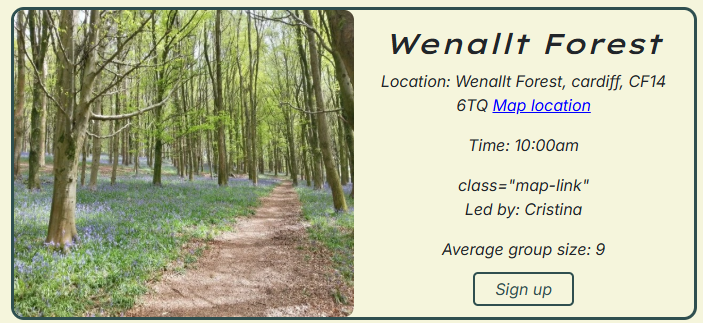 Wenallt Forest
Location: Wenallt Forest, cardiff, CF14
6TQ Map location
Time: 10:00am
class="map-link"
Led by: Cristina
Average group size: 9
Sign up